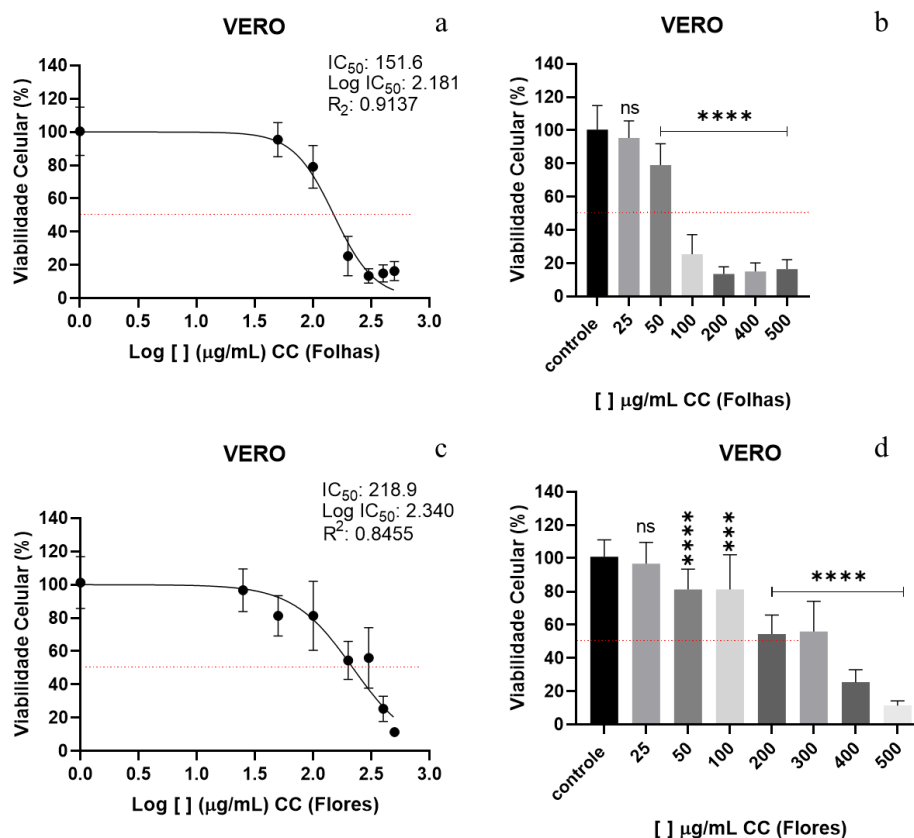 VERO
a
IC50: 151.6
Log IC50: 2.181
R2: 0.9137
Viabilidade Celular (%)
140
120
100
80
60
40
20
0
0.0 0.5 1.0 1.5 2.0 2.5 3.0
Log [ ] (μg/mL) CC (Folhas)
VERO
b
Viabilidade Celular (%)
140
120
100
80
60
40
20
0
ns
****
controle 25 50 100 200 400 500
[ ] μg/mL CC (Folhas)
VERO
c
IC50: 218.9
Log IC50: 2.340
R2: 0.8455
Viabilidade Celular (%)
140
120
100
80
60
40
20
0
0.0 0.5 1.0 1.5 2.0 2.5 3.0
Log [ ] (μg/mL) CC (Flores)
VERO
d
Viabilidade Celular (%)
140
120
100
80
60
40
20
0
ns
****
***
****
controle 25 50 100 200 300 400 500
[ ] μg/mL CC (Flores)